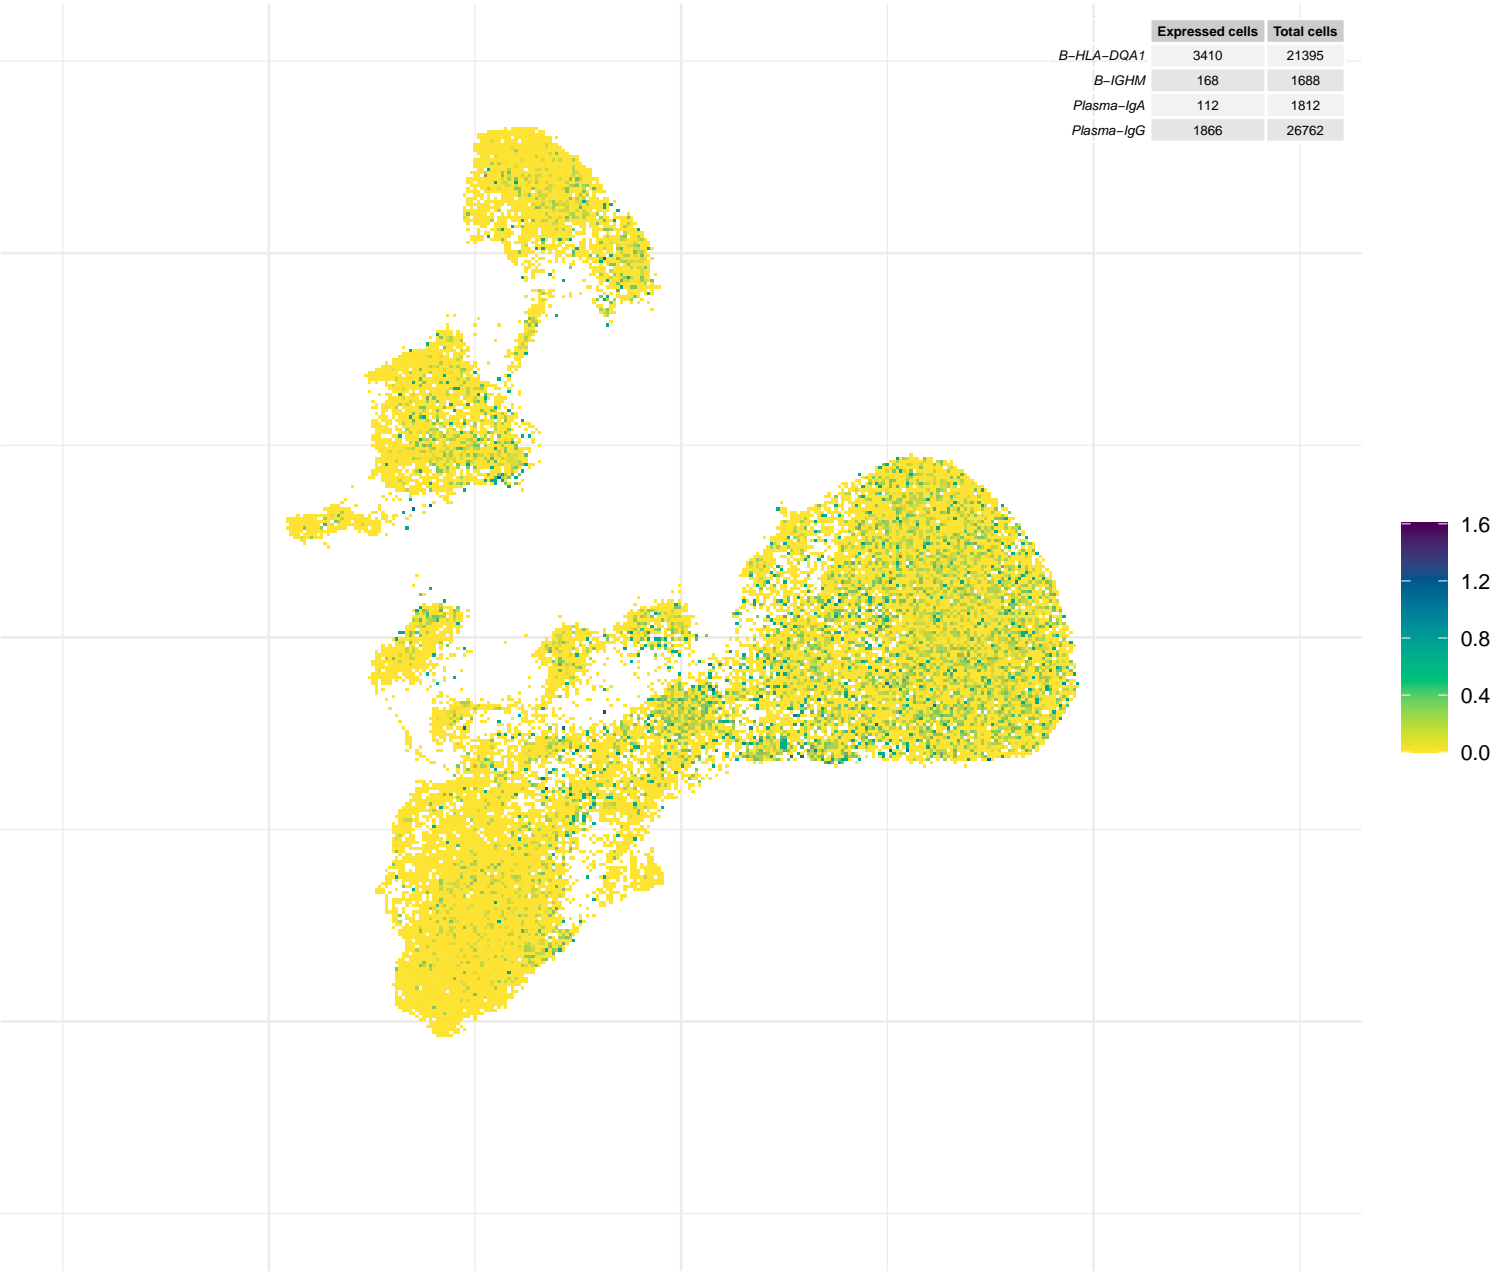 Expressed cells Total cells
B−HLA−DQA1 3410 21395
B−IGHM 168 1688
Plasma−IgA 112 1812
Plasma−IgG 1866 26762
1.6
1.2
0.8
0.4
0.0